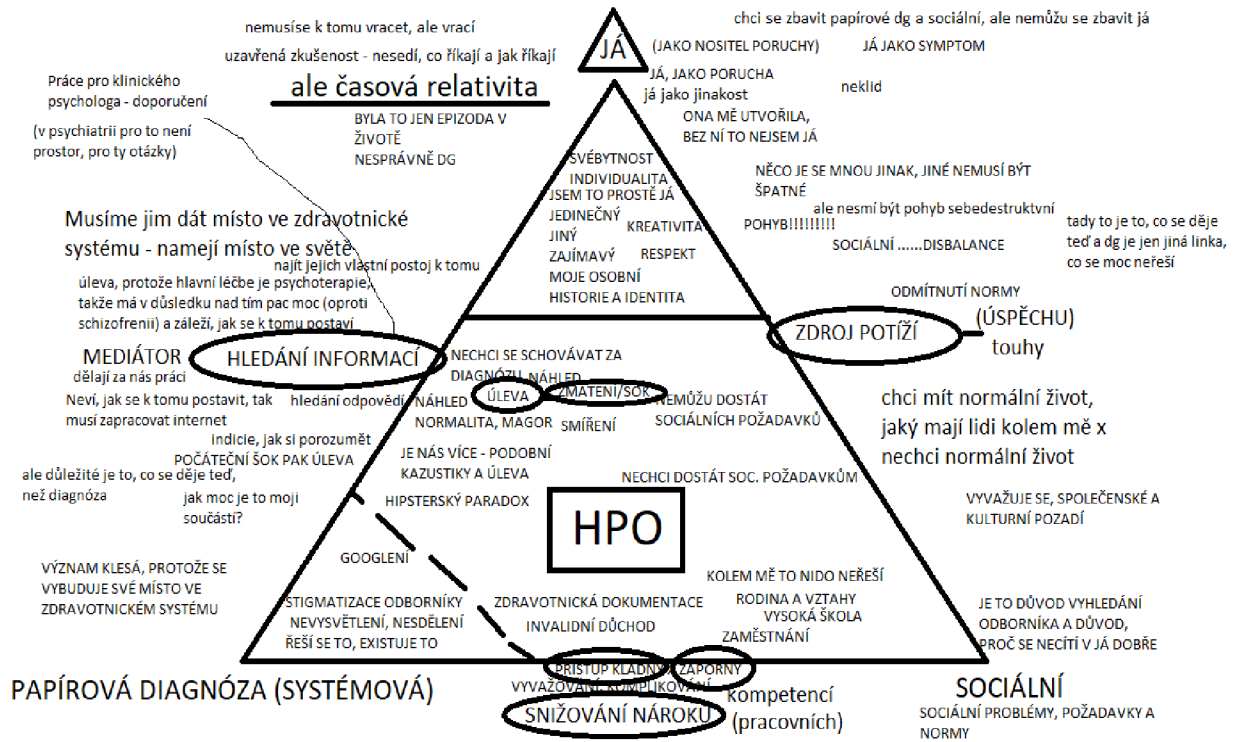 nemusíse k tomu vracet, ale vrací
uzavřená zkušenost - nesedí, co říkají a jak říkají
ale časová relativita
BYLA TO JEN EPIZODA V
ŽIVOTĚ
NESPRÁVNĚ DG
Práce pro klinického
psychologa - doporučení
(v psychiatrii pro to není
prostor, pro ty otázky)
JÁ
chci se zbavit papírové dg a sociální, ale nemůžu se zbavit já
(JAKO NOSITEL PORUCHY)
JÁ JAKO SYMPTOM
JÁ, JAKO PORUCHA
já jako jinakost
neklid
ONA MĚ UTVOŘILA,
BEZ NÍ TO NEJSEM JÁ
SVÉBYTNOST
INDIVIDUALITA
JSEM TO PROSTĚ JÁ
JEDINEČNÝ
JINÝ
KREATIVITA
ZAJÍMAVÝ
RESPEKT
MOJE OSOBNÍ
HISTORIE A IDENTITA
NĚCO JE SE MNOU JINAK, JINÉ NEMUSÍ BÝT
ŠPATNÉ
ale nesmí být pohyb sebedestruktvní
POHYB!!!!!!!!!
SOCIÁLNÍ ......DISBALANCE
tady to je to, co se děje
teď a dg je jen jiná linka,
co se moc neřeší
ODMÍTNUTÍ NORMY
Musíme jim dát místo ve zdravotnické
systému - namejí místo ve světě
najít jejich vlastní postoj k tomu
úleva, protože hlavní léčbe je psychoterapie,
takže má v důsledku nad tím pac moc (oproti
schizofrenii) a záleží, jak se k tomu postaví
ZDROJ POTÍŽÍ
(ÚSPĚCHU)
touhy
MEDIÁTOR
HLEDÁNÍ INFORMACÍ
dělají za nás práci
Neví, jak se k tomu postavit, tak
musí zapracovat internet
hledání odpovědí
indicie, jak si porozumět
POČÁTEČNÍ ŠOK PAK ÚLEVA
ale důležité je to, co se děje teď,
než diagnóza
jak moc je to moji
součástí?
NECHCI SE SCHOVÁVAT ZA
DIAGNÓZU
NÁHLED
NÁHLED
ÚLEVA
ZMATENÍ/ŠOK
NORMALITA, MAGOR
SMÍŘENÍ
NEMŮŽU DOSTÁT
SOCIÁLNÍCH POŽADAVKŮ
JE NÁS VÍCE - PODOBNÍ
KAZUSTIKY A ÚLEVA
HIPSTERSKÝ PARADOX
NECHCI DOSTÁT SOC. POŽADAVKŮM
chci mít normální život,
jaký mají lidi kolem mě x
nechci normální život
VYVAŽUJE SE, SPOLEČENSKÉ A
KULTURNÍ POZADÍ
HPO
GOOGLENÍ
VÝZNAM KLESÁ, PROTOŽE SE
VYBUDUJE SVÉ MÍSTO VE
ZDRAVOTNICKÉM SYSTÉMU
STIGMATIZACE ODBORNÍKY
NEVYSVĚTLENÍ, NESDĚLENÍ
ŘEŠÍ SE TO, EXISTUJE TO
ZDRAVOTNICKÁ DOKUMENTACE
INVALIDNÍ DŮCHOD
KOLEM MĚ TO NIDO NEŘEŠÍ
RODINA A VZTAHY
VYSOKÁ ŠKOLA
ZAMĚSTNÁNÍ
JE TO DŮVOD VYHLEDÁNÍ
ODBORNÍKA A DŮVOD,
PROČ SE NECÍTÍ V JÁ DOBŘE
PŘÍSTUP KLADNÝ X ZÁPORNÝ
VYVAŽOVÁNÍ, KOMPLIKOVÁNÍ
SNIŽOVÁNÍ NÁROKŮ
kompetencí
(pracovních)
PAPÍROVÁ DIAGNÓZA (SYSTÉMOVÁ)
SOCIÁLNÍ
SOCIÁLNÍ PROBLÉMY, POŽADAVKY A
NORMY